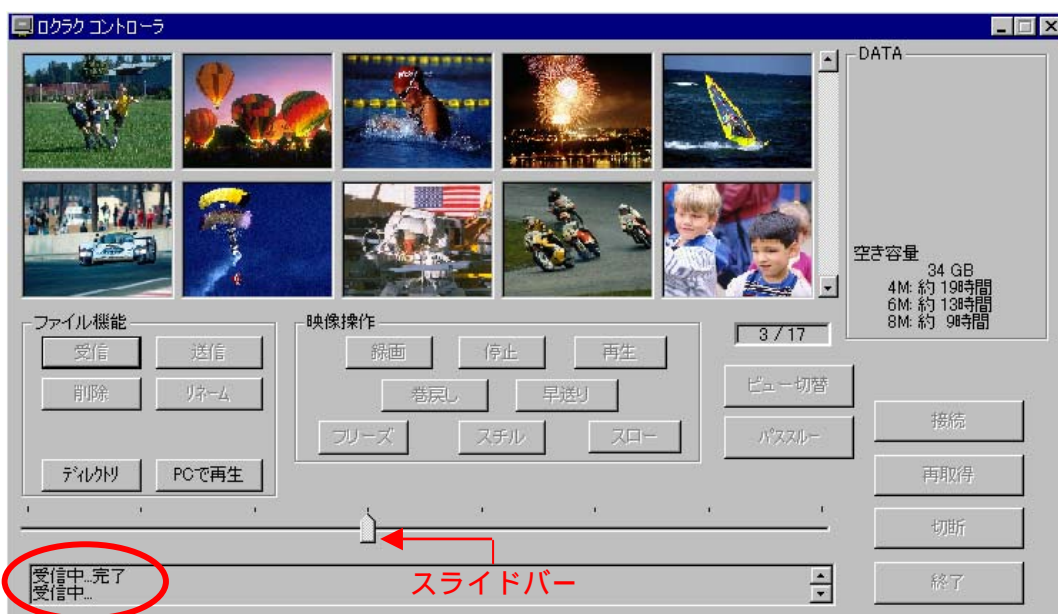 ロクラク コントローラ
DATA
空き容量
34 GB
4M: 約 19時間
6M: 約 13時間
8M: 約 9時間
ファイル機能
受信
送信
削除
リネーム
ディレクトリ
PCで再生
映像操作
録画
停止
再生
巻戻し
早送り
フリーズ
スチル
スロー
3 / 17
ビュー切替
パススルー
接続
再取得
切断
終了
スライドバー
受信中...完了
受信中...